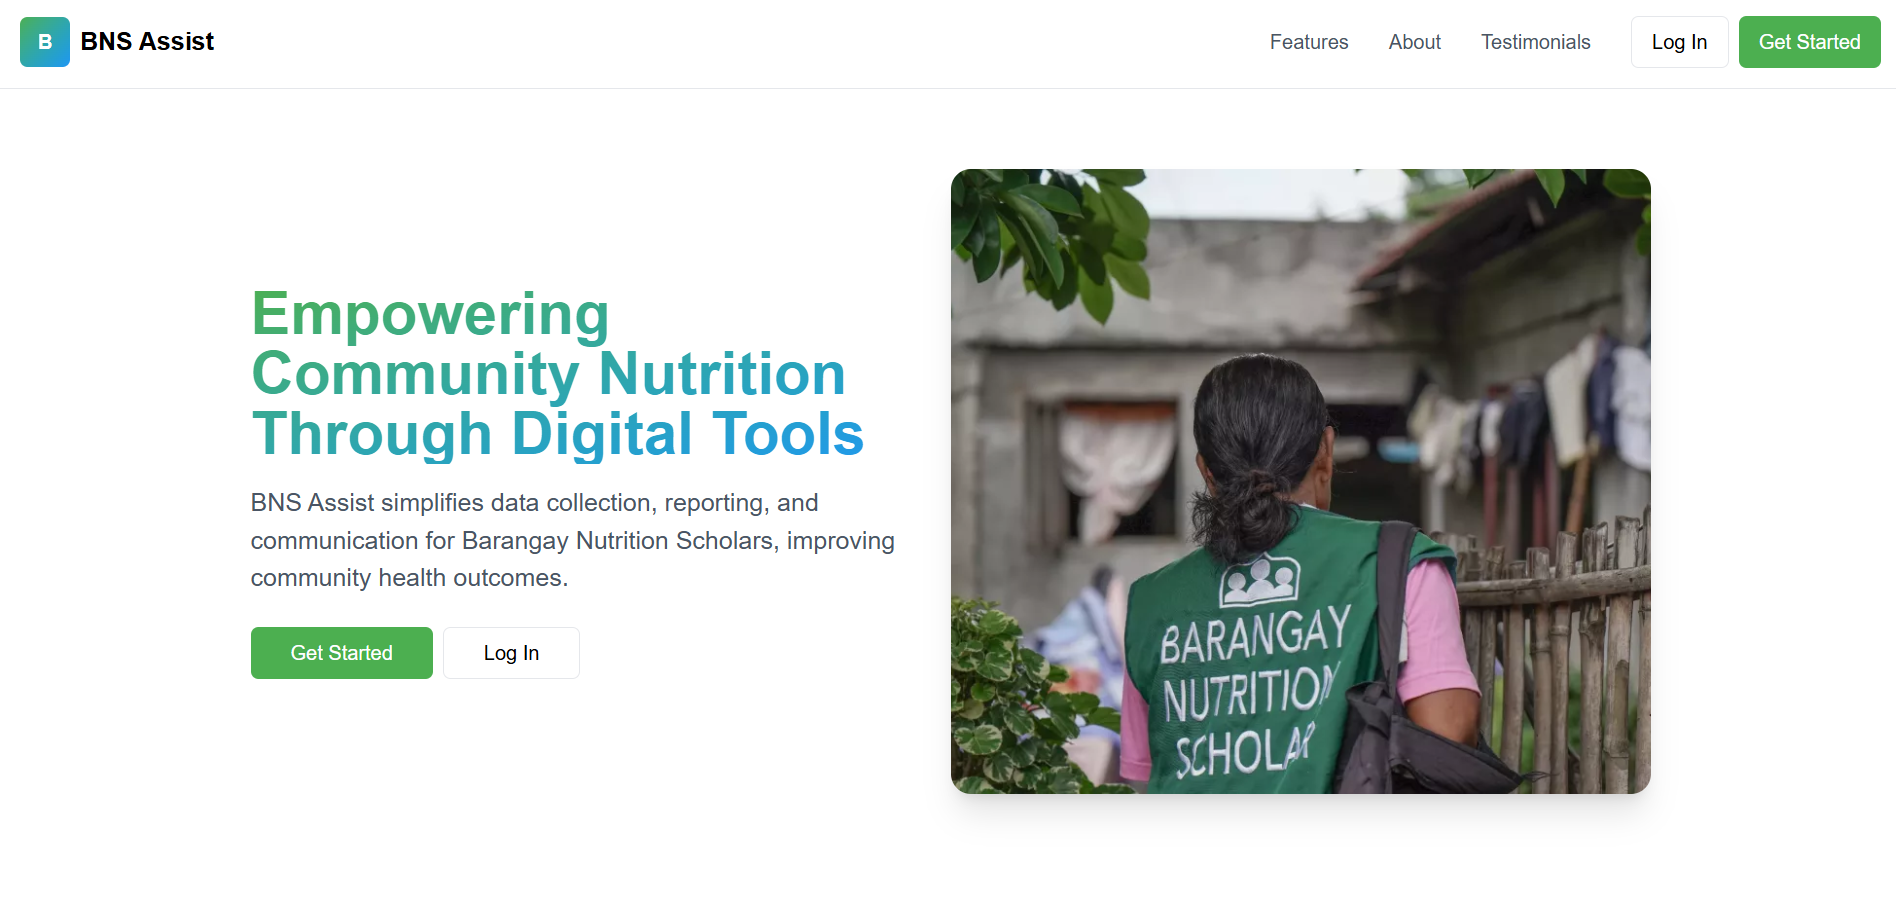 B
BNS Assist
Features
About
Testimonials
Log In
Get Started
Empowering
Community Nutrition
Through Digital Tools
BNS Assist simplifies data collection, reporting, and
communication for Barangay Nutrition Scholars, improving
community health outcomes.
Get Started
Log In
BARANGAY
NUTRITION
SCHOLAR